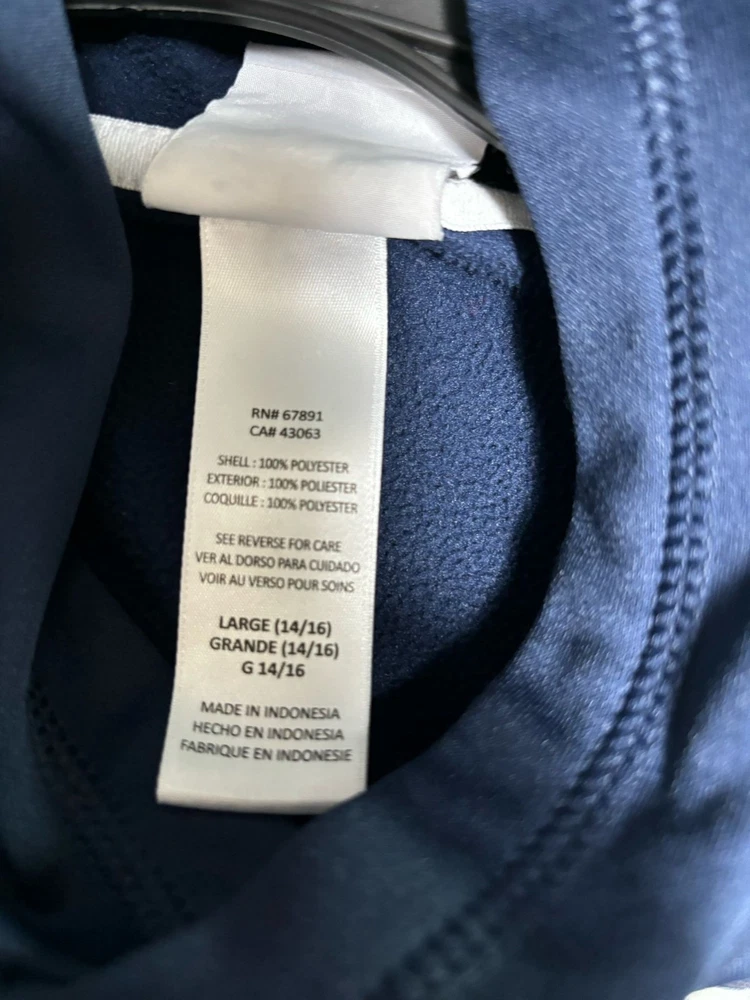 RN# 67891
CA# 43063
SHELL : 100% POLYESTER
EXTERIOR : 100% POLIESTER
COQUILLE : 100% POLYESTER
SEE REVERSE FOR CARE
VER AL DORSO PARA CUIDADO
VOIR AU VERSO POUR SOINS
LARGE (14/16)
GRANDE (14/16)
G 14/16
MADE IN INDONESIA
HECHO EN INDONESIA
FABRIQUE EN INDONESIE